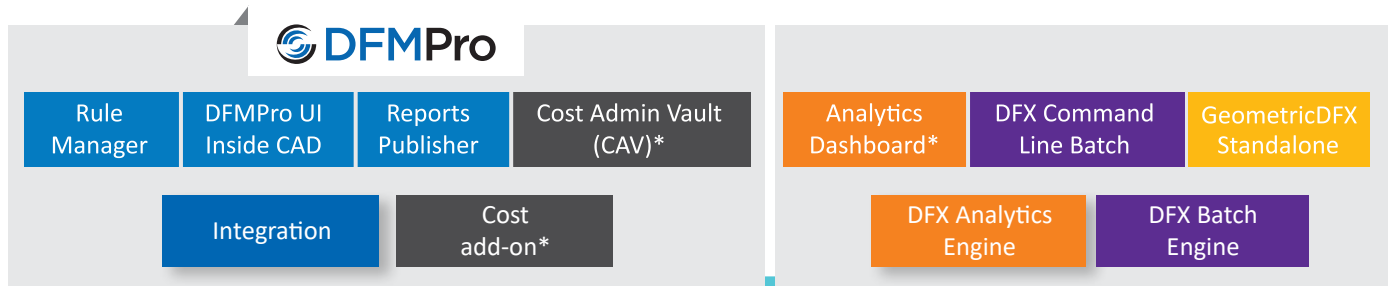 DFMPro
Rule
Manager
DFMPro UI
Inside CAD
Reports
Publisher
Cost Admin Vault
(CAV)*
Analytics
Dashboard*
DFX Command
Line Batch
GeometricDFX
Standalone
Integration
Cost
add-on*
DFX Analytics
Engine
DFX Batch
Engine